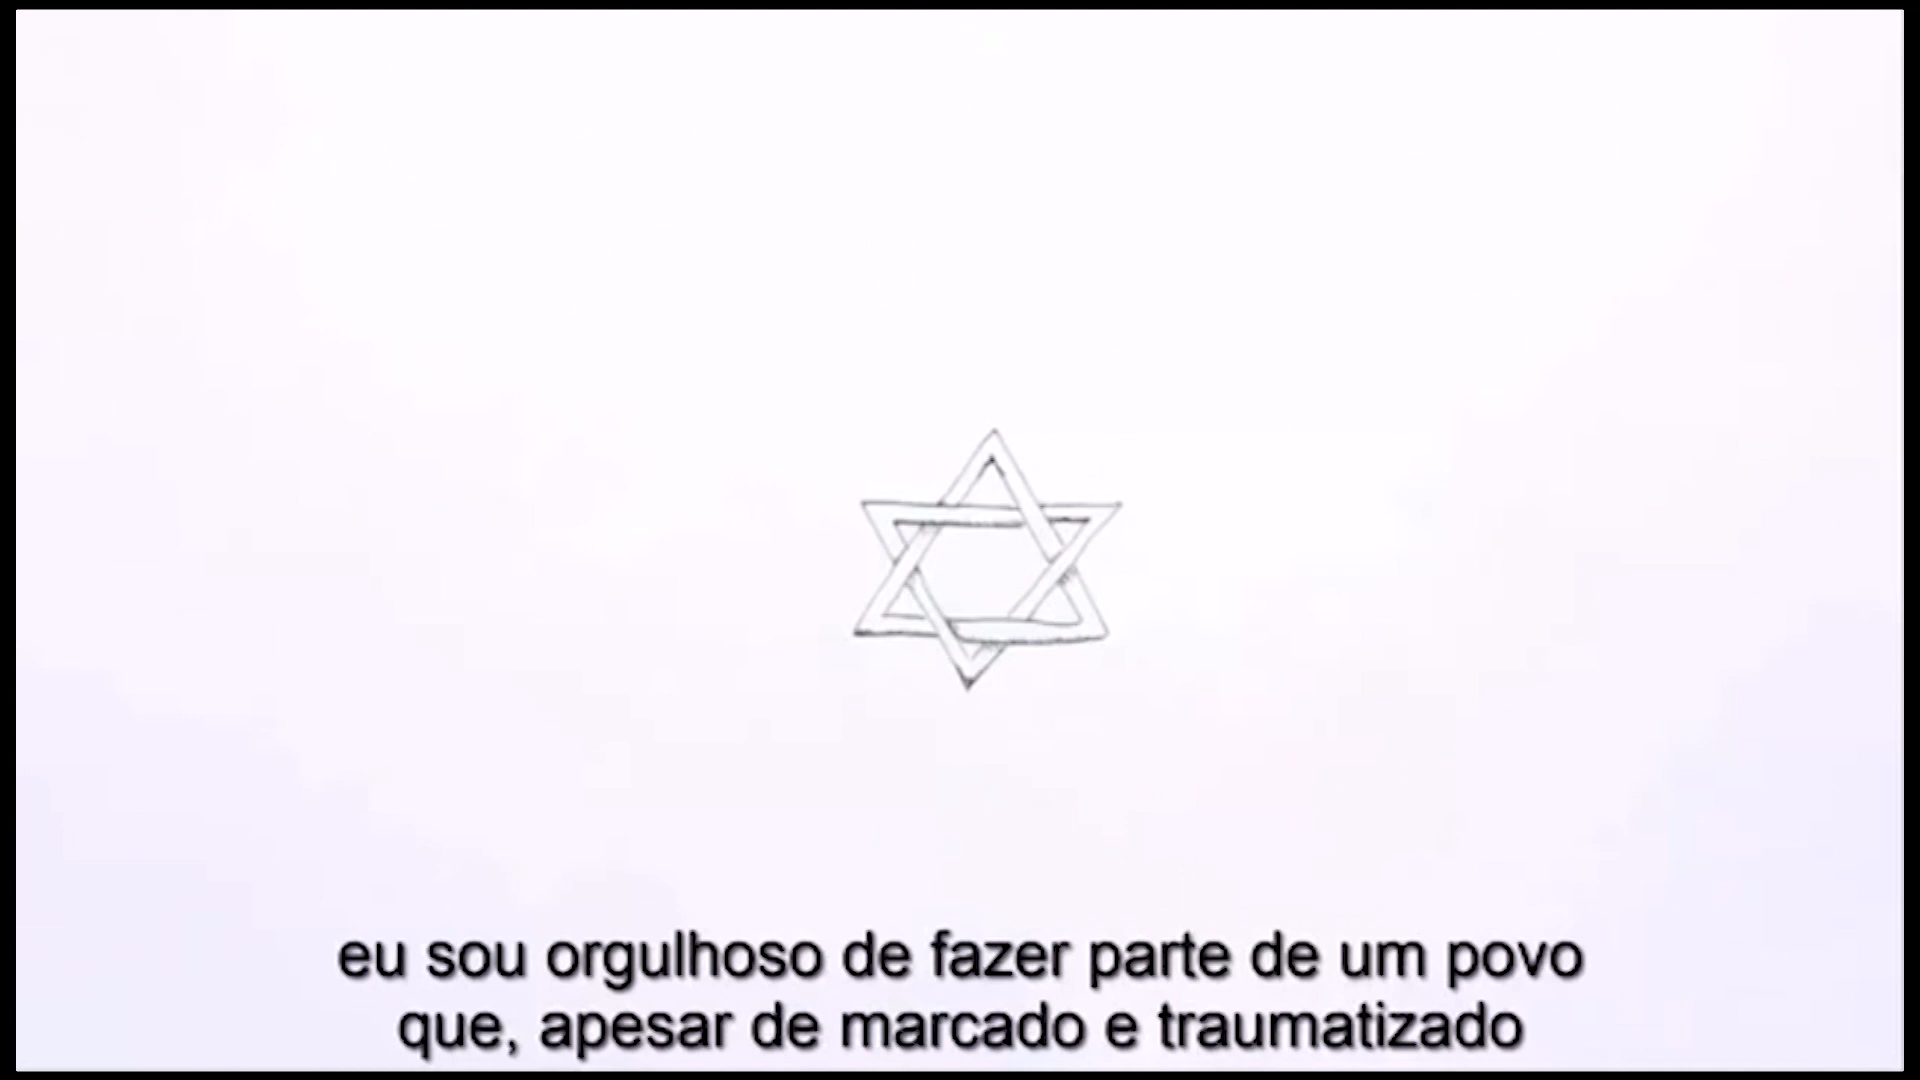 eu sou orgulhoso de fazer parte de um povo
que, apesar de marcado e traumatizado